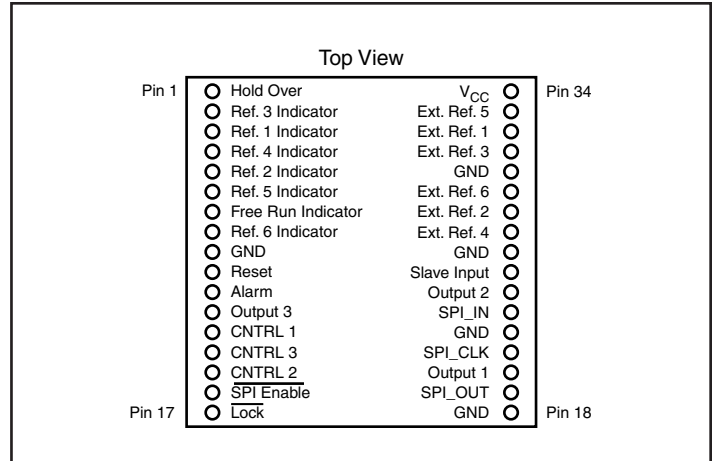 Top View
Pin 1 Hold Over V_CC Pin 34
Ref. 3 Indicator Ext. Ref. 5
Ref. 1 Indicator Ext. Ref. 1
Ref. 4 Indicator Ext. Ref. 3
Ref. 2 Indicator GND
Ref. 5 Indicator Ext. Ref. 6
Free Run Indicator Ext. Ref. 2
Ref. 6 Indicator Ext. Ref. 4
GND GND
Reset Slave Input
Alarm Output 2
Output 3 SPI_IN
CNTRL 1 GND
CNTRL 3 SPI_CLK
CNTRL 2 Output 1
SPI Enable SPI_OUT
Pin 17 Lock GND Pin 18